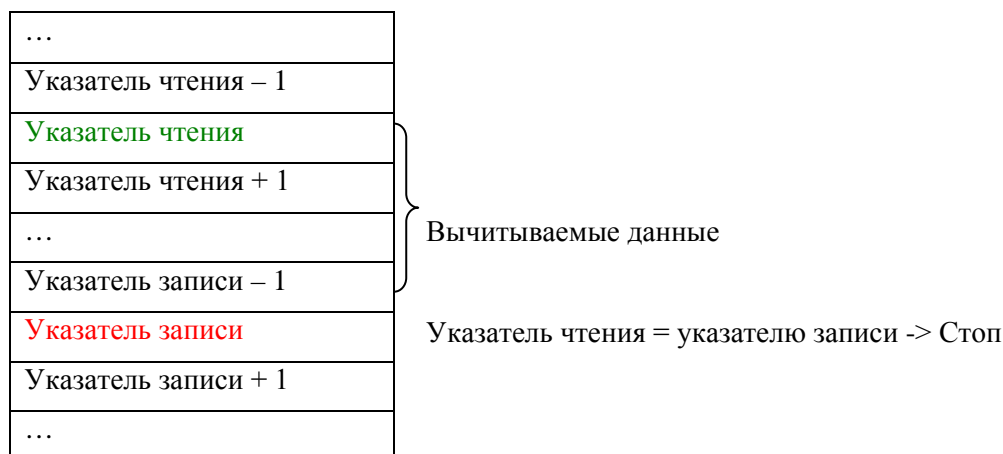 …
Указатель чтения – 1
Указатель чтения
Указатель чтения + 1
…
Вычитываемые данные
Указатель записи – 1
Указатель записи
Указатель чтения = указателю записи -> Стоп
Указатель записи + 1
…